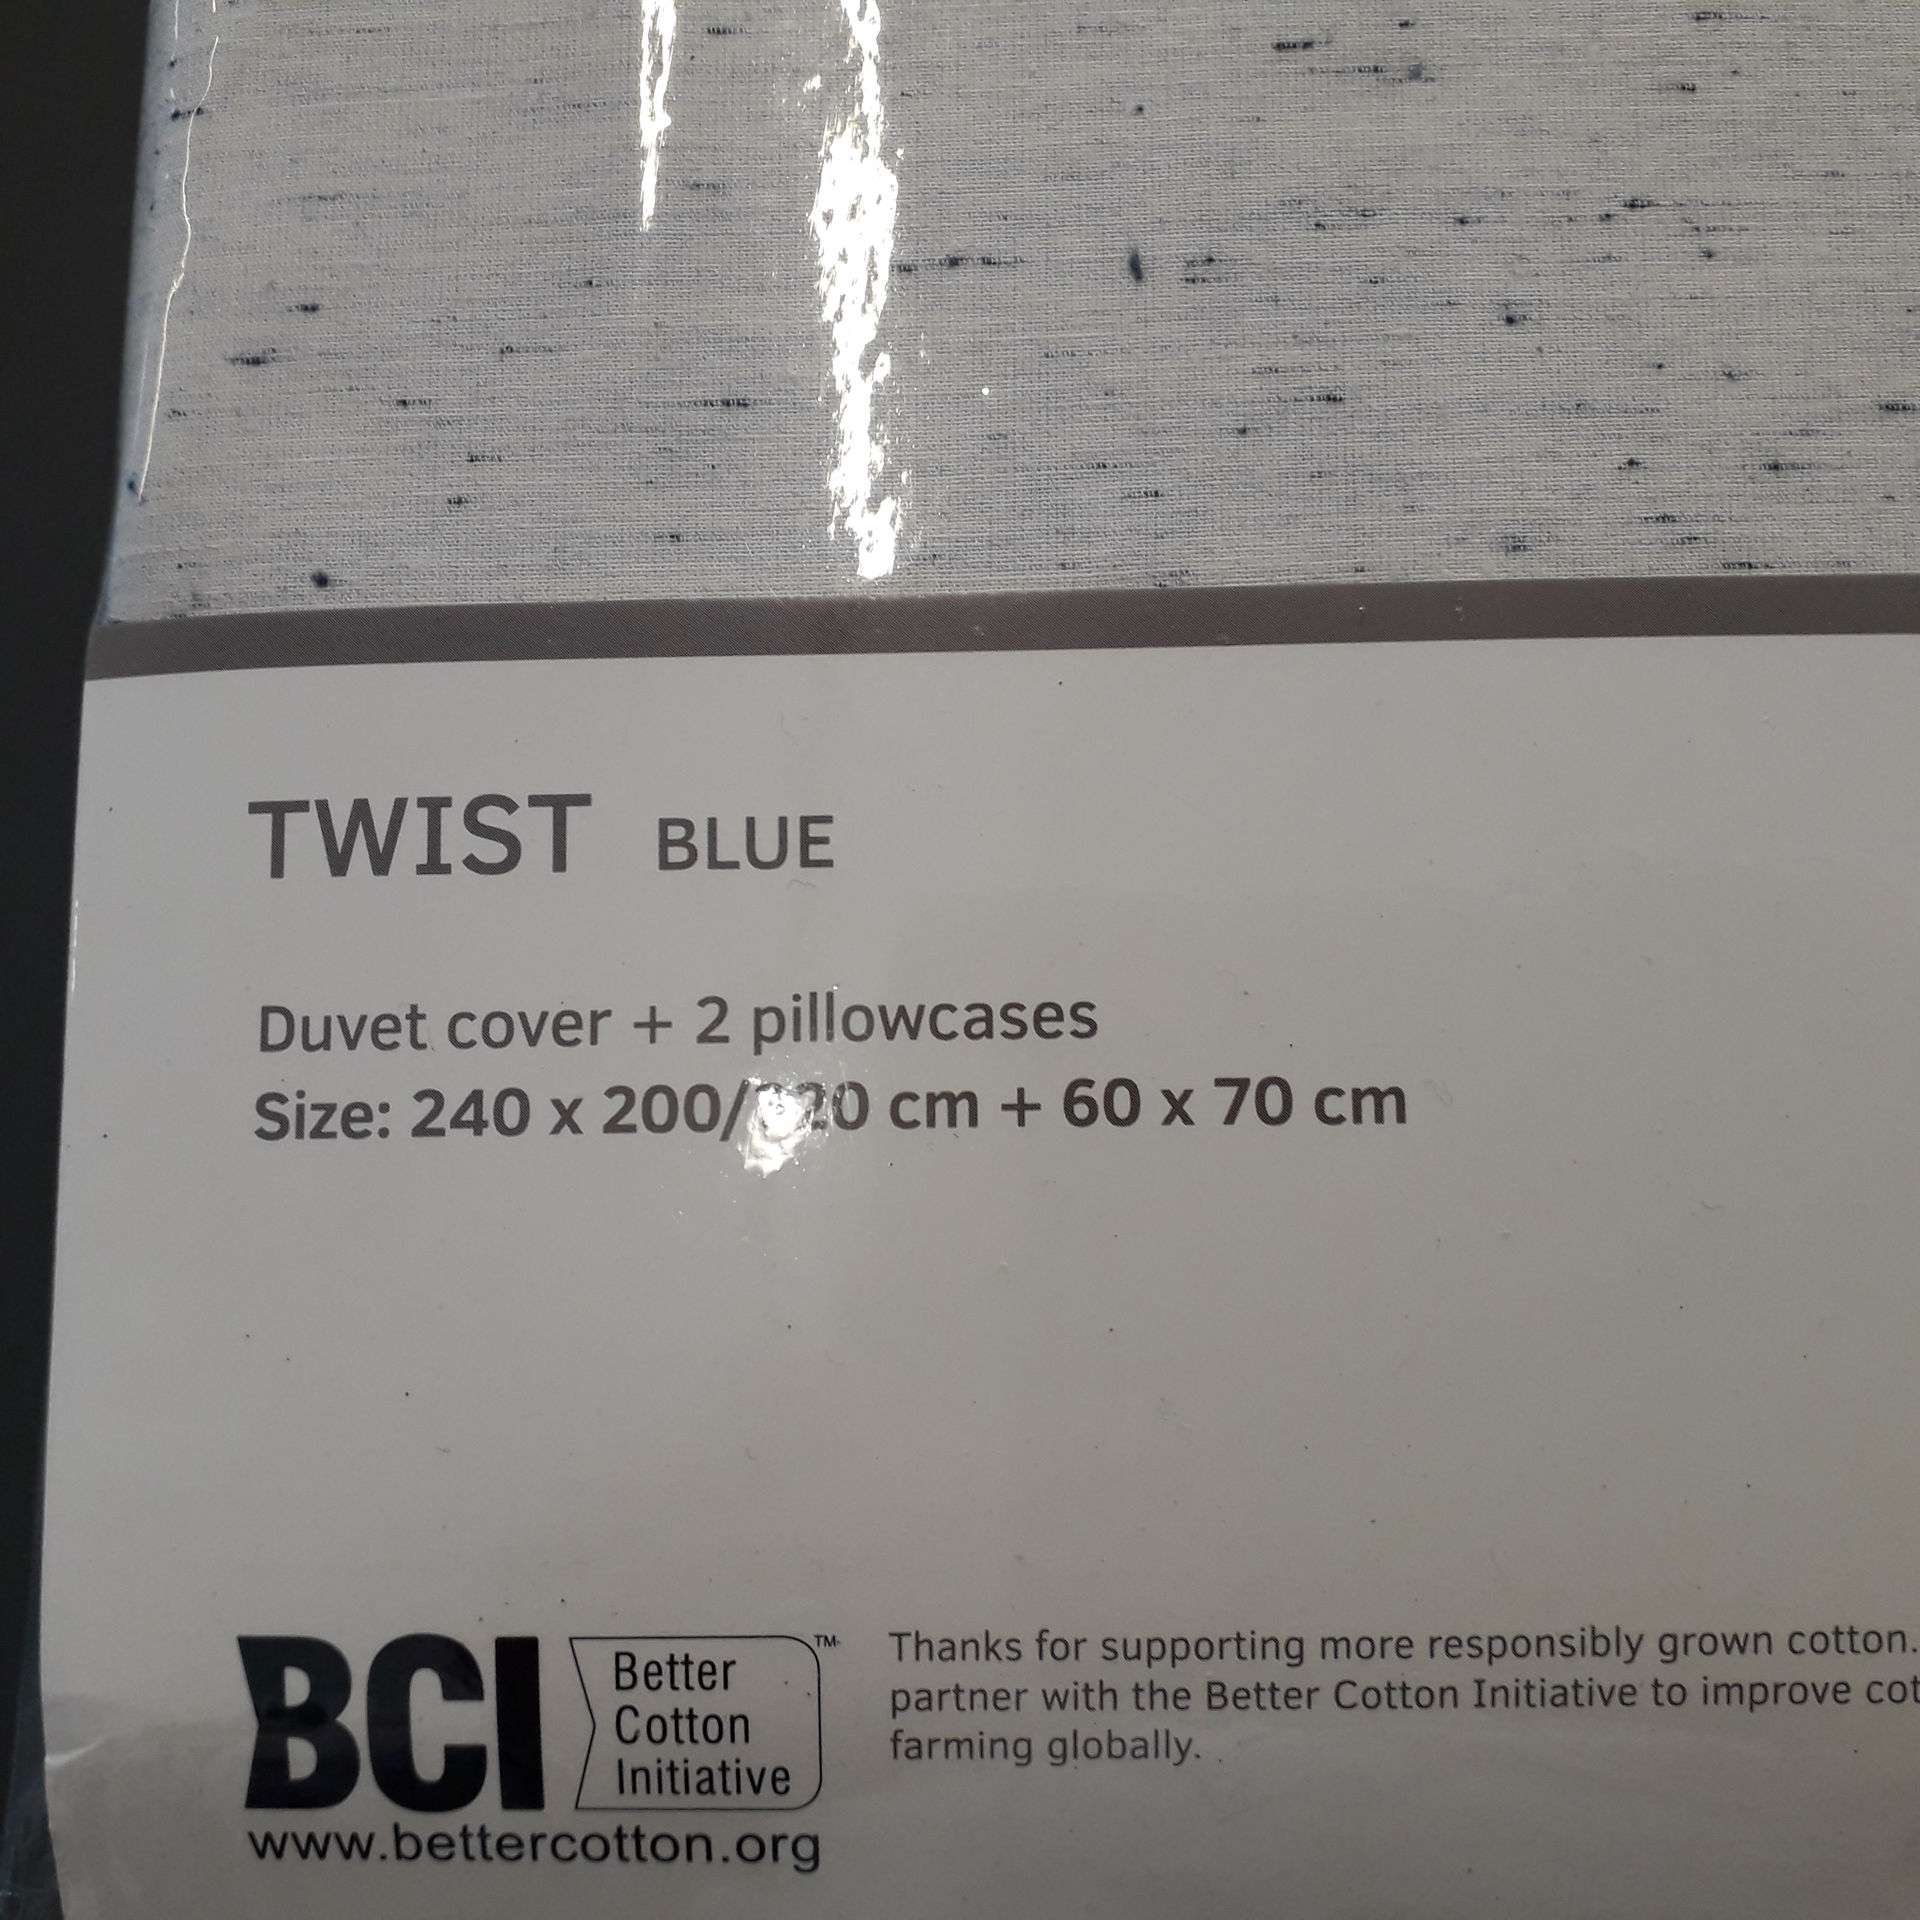 TWIST BLUE
Duvet cover + 2 pillowcases
Size: 240 x 200/220 cm + 60 x 70 cm
BCI
Better
Cotton
Initiative
TM
www.bettercotton.org
Thanks for supporting more responsibly grown cotton.
partner with the Better Cotton Initiative to improve cot
farming globally.